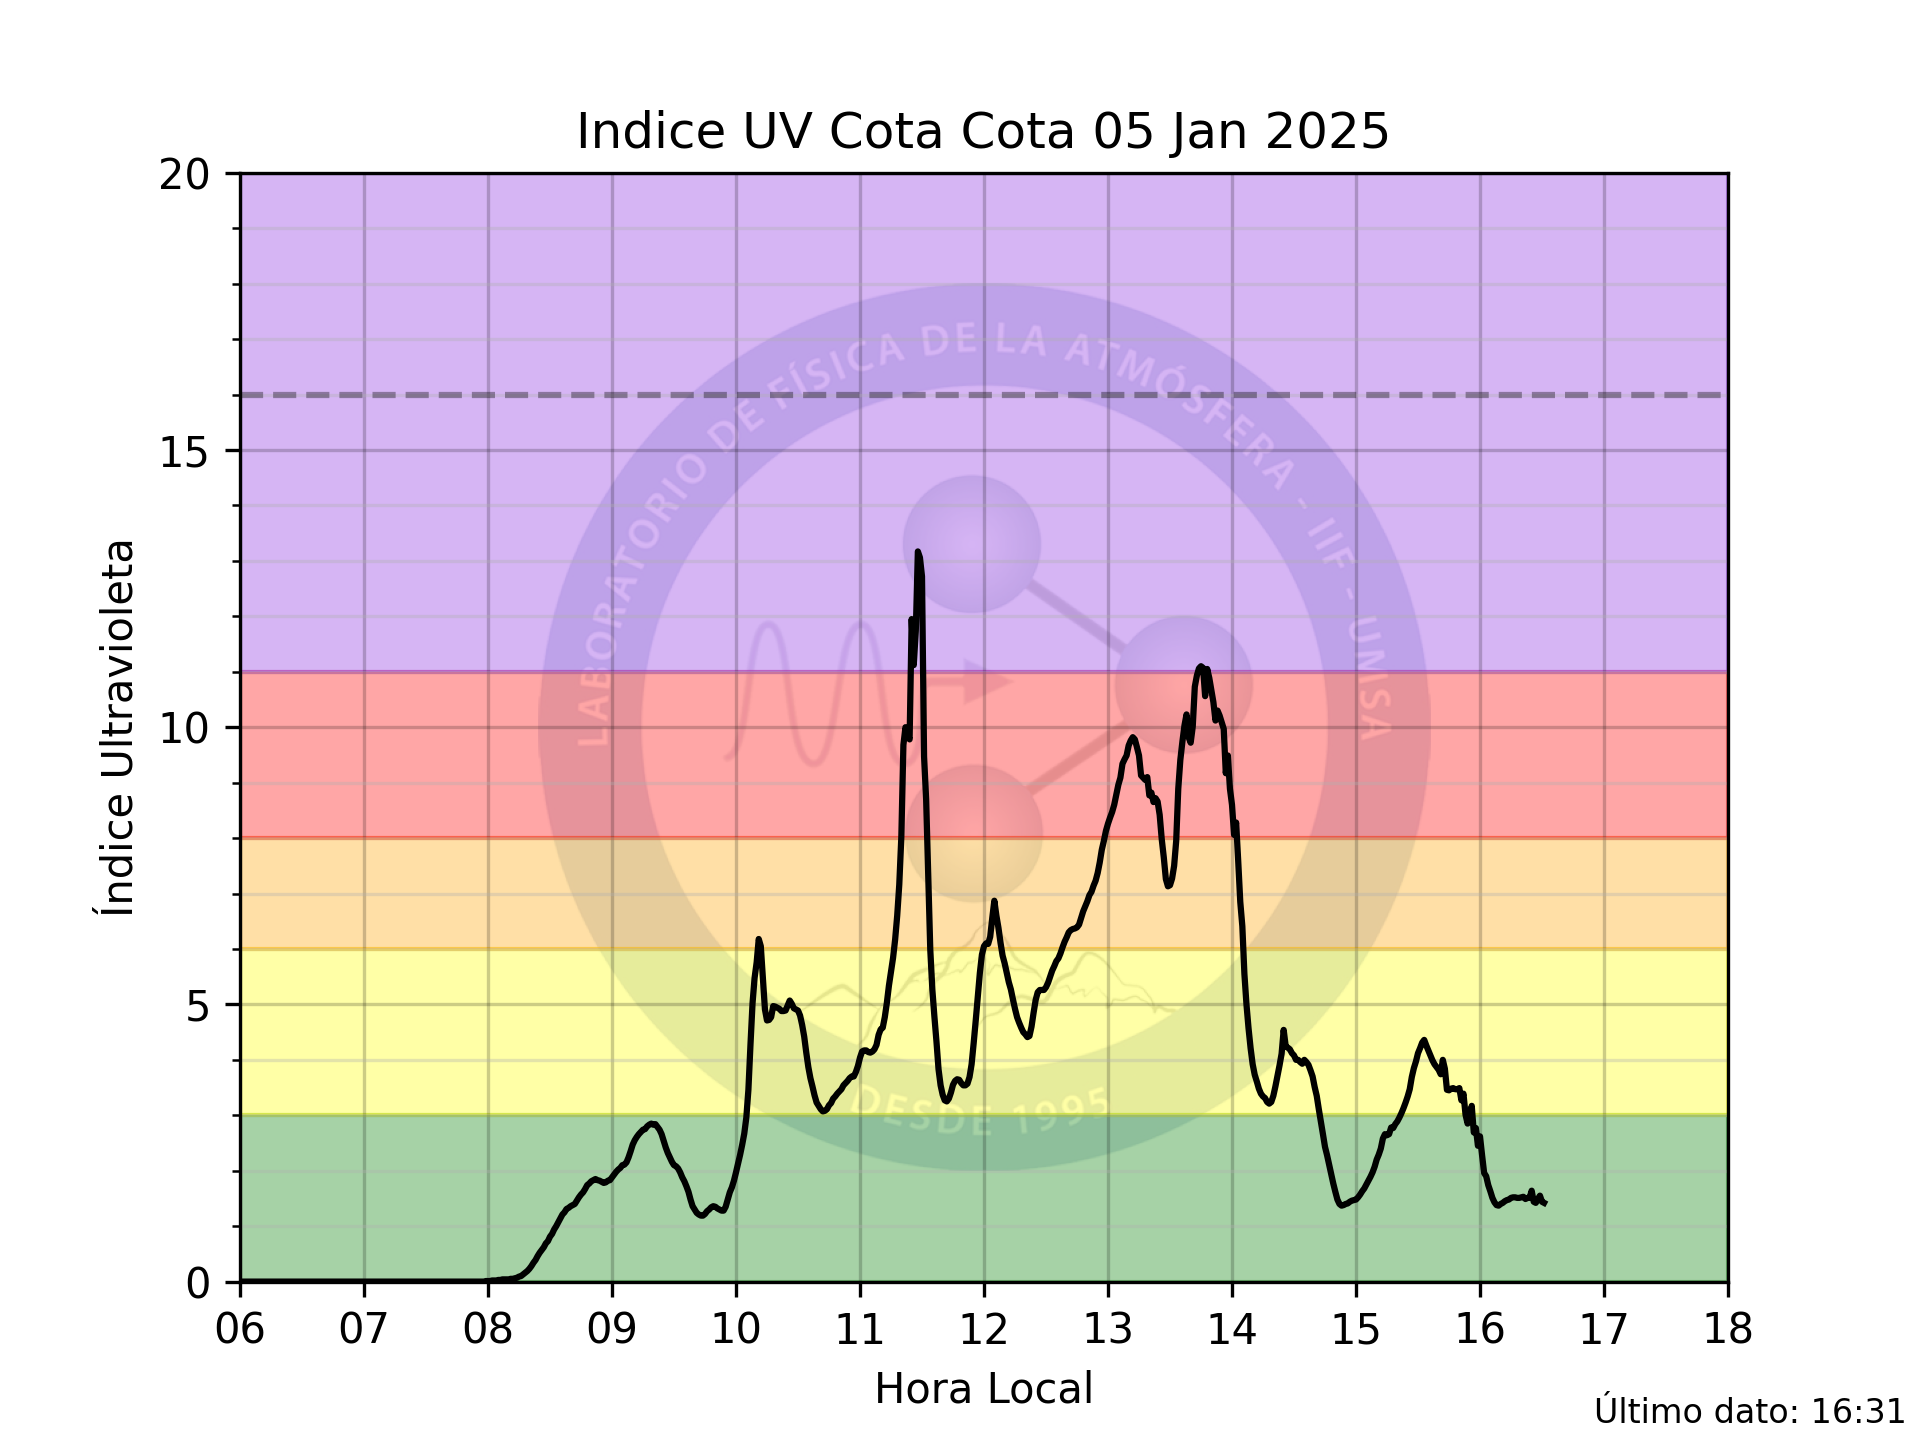 Indice UV Cota Cota 05 Jan 2025
20
15
10
5
0
Índice Ultravioleta
LABORATORIO DE FÍSICA DE LA ATMÓSFERA - IIF - UMSA
DESDE 1995
06 07 08 09 10 11 12 13 14 15 16 17 18
Hora Local
Último dato: 16:31